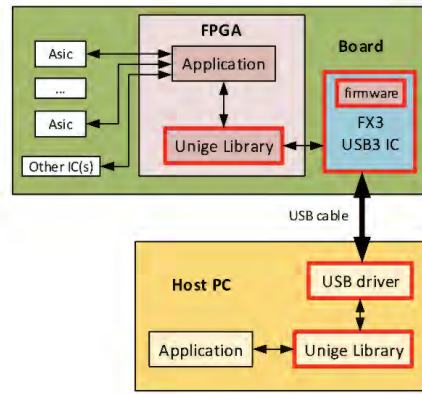 FPGA
Board
Asic
Application
...
firmware
Asic
FX3
USB3 IC
Unige Library
Other IC(s)
USB cable
Host PC
USB driver
Application
Unige Library